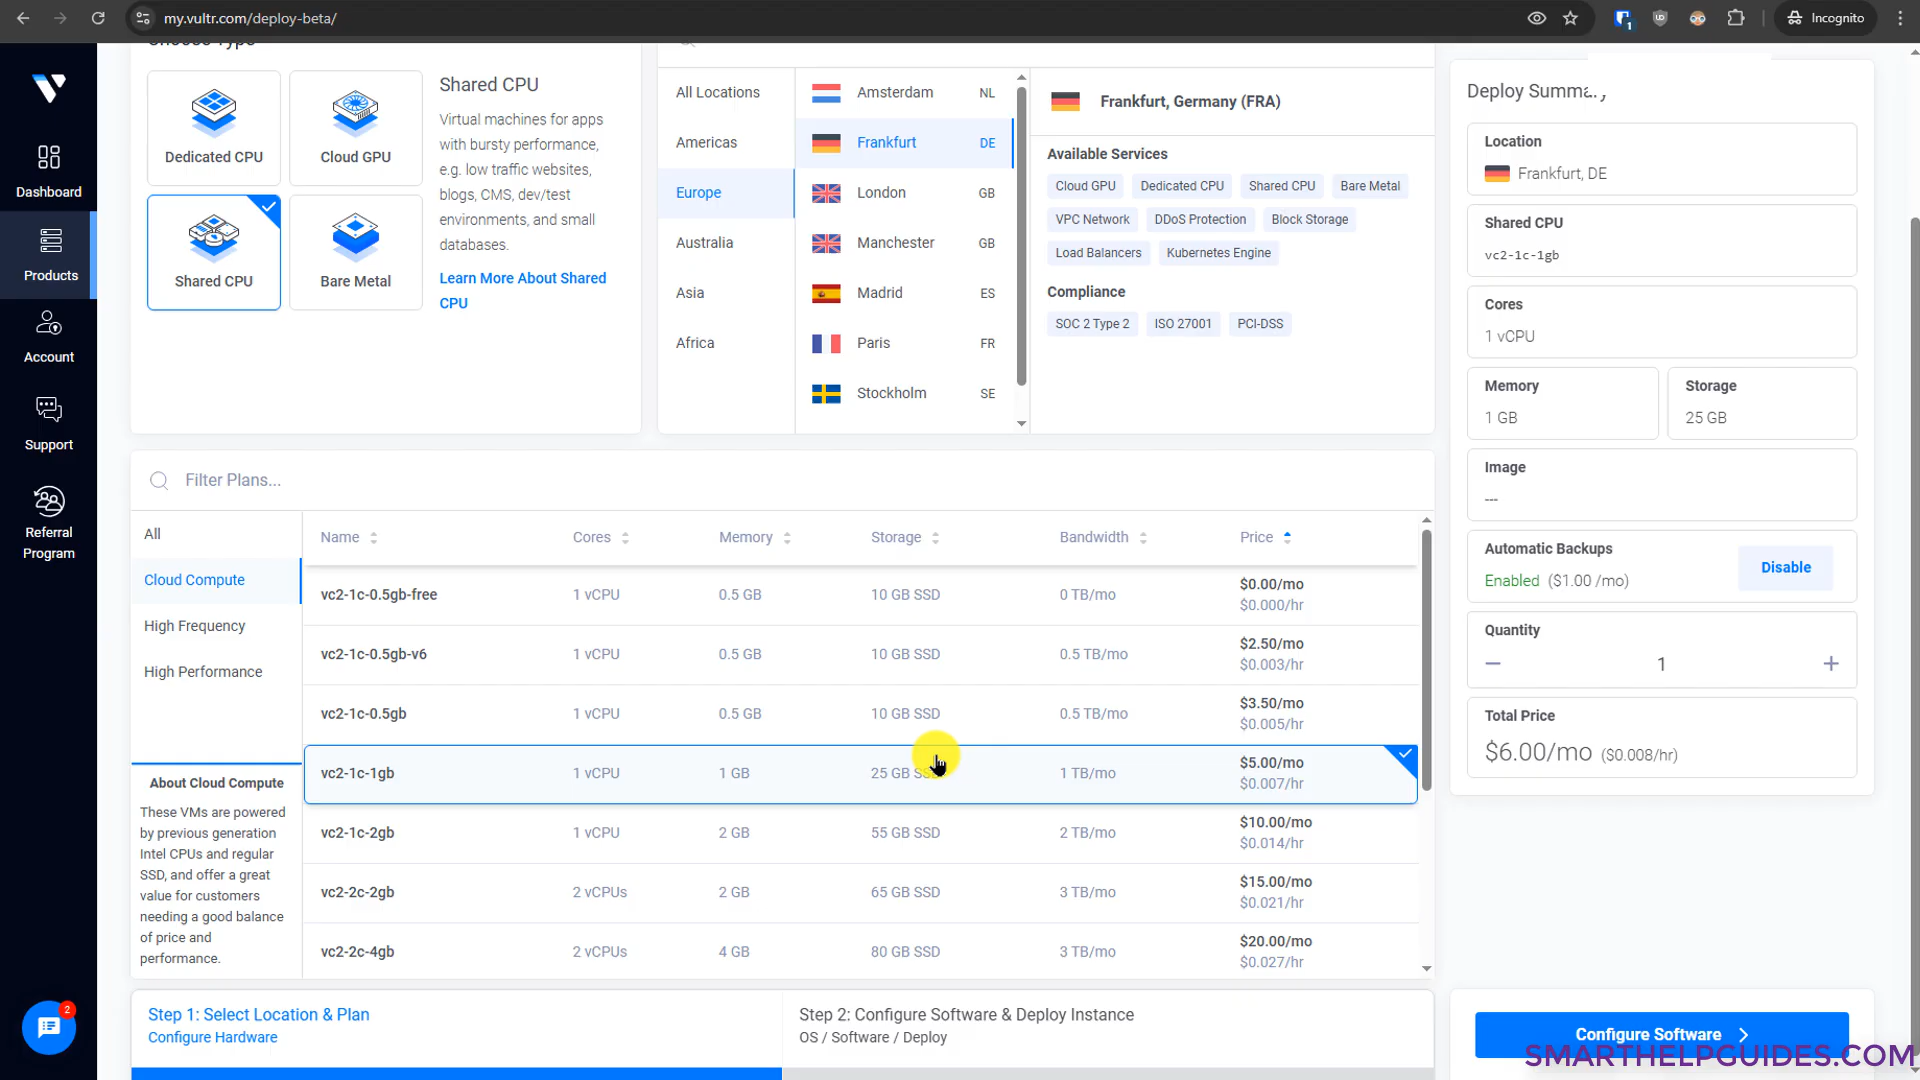 my.vultr.com/deploy-beta/
1
Incognito
Dashboard
Products
Account
Support
Referral
Program
2
Choose Type
Dedicated CPU
Cloud GPU
Shared CPU
Bare Metal
Shared CPU
Virtual machines for apps
with bursty performance,
e.g. low traffic websites,
blogs, CMS, dev/test
environments, and small
databases.
Learn More About Shared
CPU
All Locations
Americas
Europe
Australia
Asia
Africa
Amsterdam NL
Frankfurt DE
London GB
Manchester GB
Madrid ES
Paris FR
Stockholm SE
Frankfurt, Germany (FRA)
Available Services
Cloud GPU Dedicated CPU Shared CPU Bare Metal
VPC Network DDoS Protection Block Storage
Load Balancers Kubernetes Engine
Compliance
SOC 2 Type 2 ISO 27001 PCI-DSS
Filter Plans...
All
Cloud Compute
High Frequency
High Performance
About Cloud Compute
These VMs are powered
by previous generation
Intel CPUs and regular
SSD, and offer a great
value for customers
needing a good balance
of price and
performance.
Name Cores Memory Storage Bandwidth Price
vc2-1c-0.5gb-free 1 vCPU 0.5 GB 10 GB SSD 0 TB/mo $0.00/mo
$0.000/hr
vc2-1c-0.5gb-v6 1 vCPU 0.5 GB 10 GB SSD 0.5 TB/mo $2.50/mo
$0.003/hr
vc2-1c-0.5gb 1 vCPU 0.5 GB 10 GB SSD 0.5 TB/mo $3.50/mo
$0.005/hr
vc2-1c-1gb 1 vCPU 1 GB 25 GB SSD 1 TB/mo $5.00/mo
$0.007/hr
vc2-1c-2gb 1 vCPU 2 GB 55 GB SSD 2 TB/mo $10.00/mo
$0.014/hr
vc2-2c-2gb 2 vCPUs 2 GB 65 GB SSD 3 TB/mo $15.00/mo
$0.021/hr
vc2-2c-4gb 2 vCPUs 4 GB 80 GB SSD 3 TB/mo $20.00/mo
$0.027/hr
Step 1: Select Location & Plan
Configure Hardware
Step 2: Configure Software & Deploy Instance
OS / Software / Deploy
Deploy Summary
Location
Frankfurt, DE
Shared CPU
vc2-1c-1gb
Cores
1 vCPU
Memory
1 GB
Storage
25 GB
Image
---
Automatic Backups
Enabled ($1.00 /mo)
Disable
Quantity
− 1 +
Total Price
$6.00/mo ($0.008/hr)
Configure Software
SMARTHELPGUIDES.COM